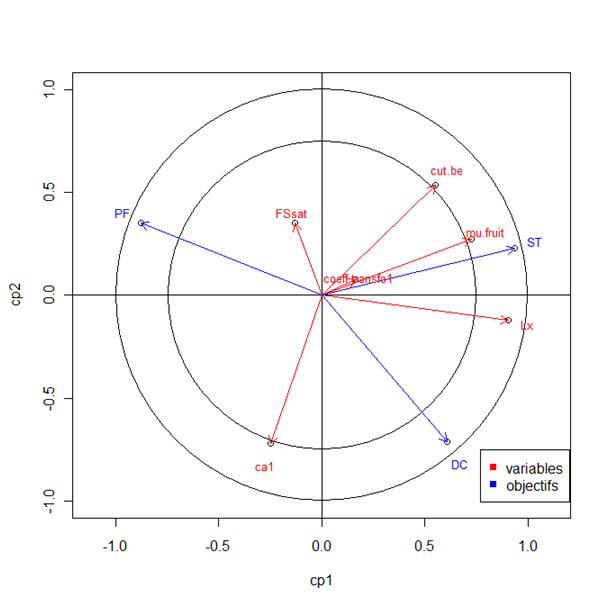 cut.be
PF
FSsat
mu.fruit
ST
Lx
ca1
DC
variables
objectifs
1.0
0.5
0.0
-0.5
-1.0
cp2
-1.0
-0.5
0.0
0.5
1.0
cp1